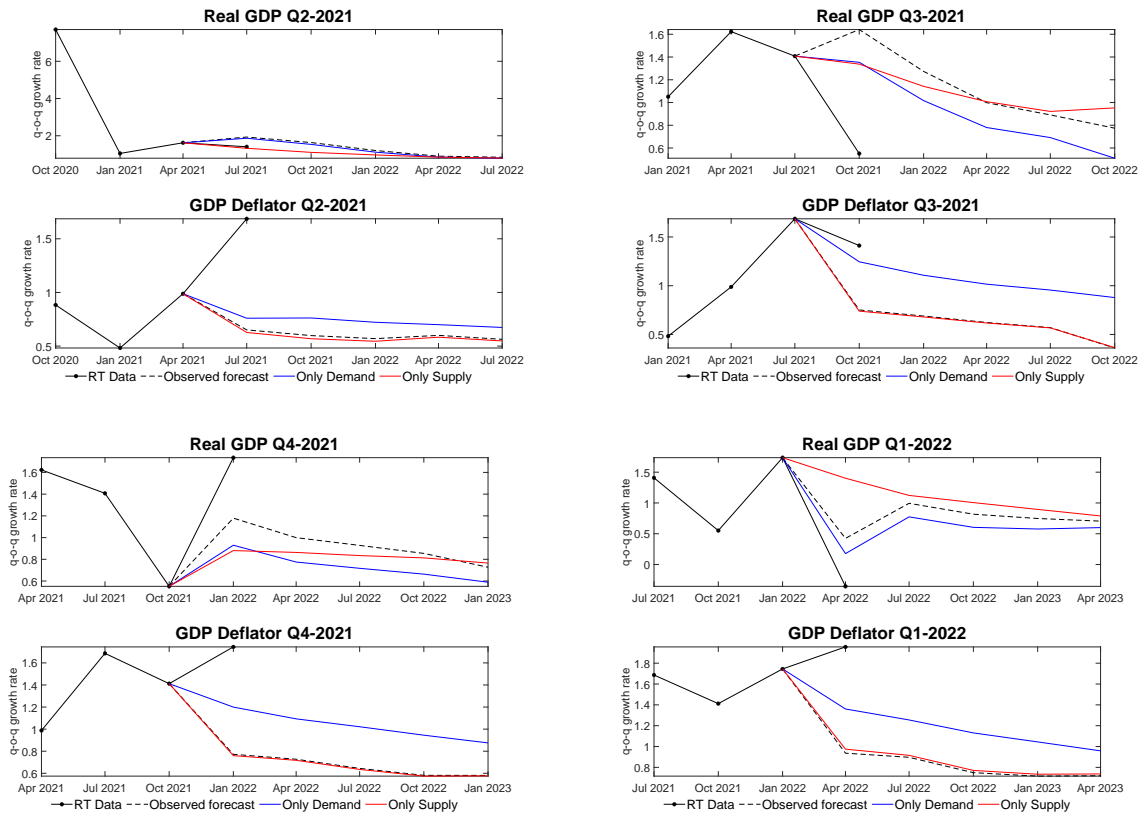 Real GDP Q2-2021
q-o-q growth rate
6
4
2
Oct 2020 Jan 2021 Apr 2021 Jul 2021 Oct 2021 Jan 2022 Apr 2022 Jul 2022
GDP Deflator Q2-2021
q-o-q growth rate
1.5
1
0.5
Oct 2020 Jan 2021 Apr 2021 Jul 2021 Oct 2021 Jan 2022 Apr 2022 Jul 2022
RT Data Observed forecast Only Demand Only Supply
Real GDP Q3-2021
q-o-q growth rate
1.6
1.4
1.2
1
0.8
0.6
Jan 2021 Apr 2021 Jul 2021 Oct 2021 Jan 2022 Apr 2022 Jul 2022 Oct 2022
GDP Deflator Q3-2021
q-o-q growth rate
1.5
1
0.5
Jan 2021 Apr 2021 Jul 2021 Oct 2021 Jan 2022 Apr 2022 Jul 2022 Oct 2022
RT Data Observed forecast Only Demand Only Supply
Real GDP Q4-2021
q-o-q growth rate
1.6
1.4
1.2
1
0.8
0.6
Apr 2021 Jul 2021 Oct 2021 Jan 2022 Apr 2022 Jul 2022 Oct 2022 Jan 2023
GDP Deflator Q4-2021
q-o-q growth rate
1.6
1.4
1.2
1
0.8
0.6
Apr 2021 Jul 2021 Oct 2021 Jan 2022 Apr 2022 Jul 2022 Oct 2022 Jan 2023
RT Data Observed forecast Only Demand Only Supply
Real GDP Q1-2022
q-o-q growth rate
1.5
1
0.5
0
Jul 2021 Oct 2021 Jan 2022 Apr 2022 Jul 2022 Oct 2022 Jan 2023 Apr 2023
GDP Deflator Q1-2022
q-o-q growth rate
1.8
1.6
1.4
1.2
1
0.8
Jul 2021 Oct 2021 Jan 2022 Apr 2022 Jul 2022 Oct 2022 Jan 2023 Apr 2023
RT Data Observed forecast Only Demand Only Supply